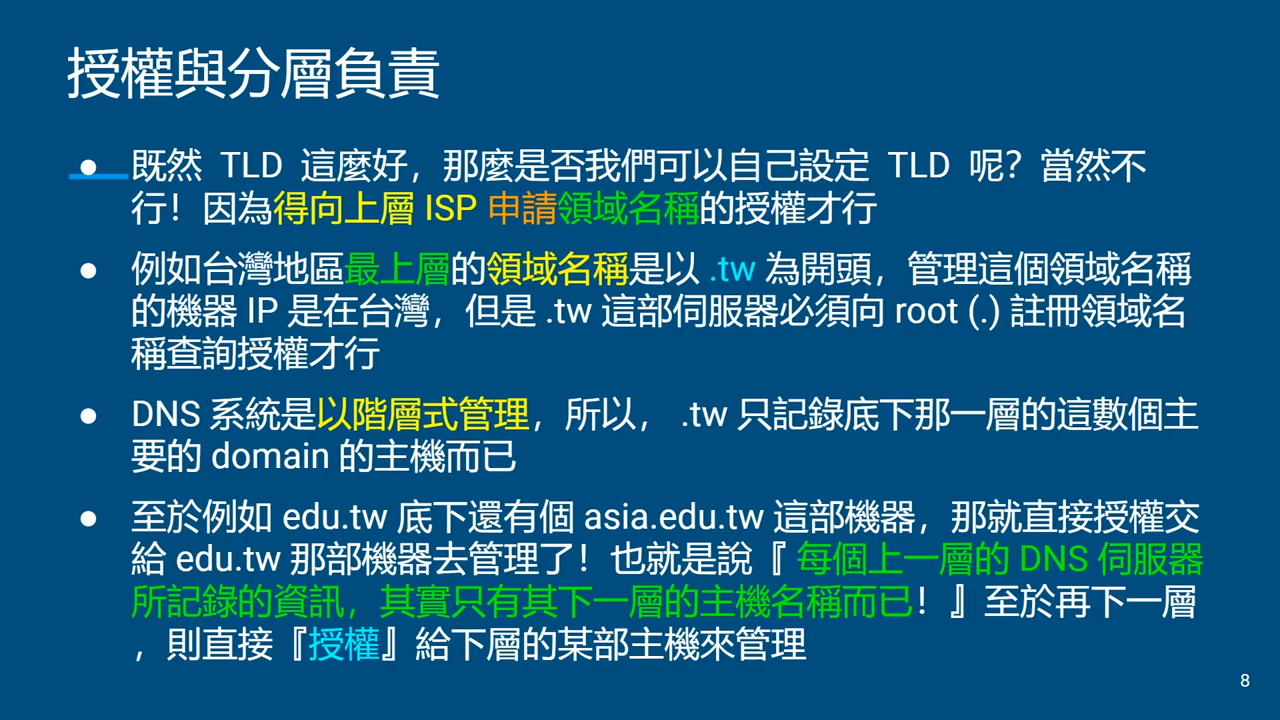 授權與分層負責
● 既然 TLD 這麼好，那麼是否我們可以自己設定 TLD 呢？當然不
行！因為得向上層 ISP 申請領域名稱的授權才行
● 例如台灣地區最上層的領域名稱是以 .tw 為開頭，管理這個領域名稱
的機器 IP 是在台灣，但是 .tw 這部伺服器必須向 root (.) 註冊領域名
稱查詢授權才行
● DNS 系統是以階層式管理，所以， .tw 只記錄底下那一層的這數個主
要的 domain 的主機而已
● 至於例如 edu.tw 底下還有個 asia.edu.tw 這部機器，那就直接授權交
給 edu.tw 那部機器去管理了！也就是說『 每個上一層的 DNS 伺服器
所記錄的資訊，其實只有其下一層的主機名稱而已！』至於再下一層
，則直接『授權』給下層的某部主機來管理
8